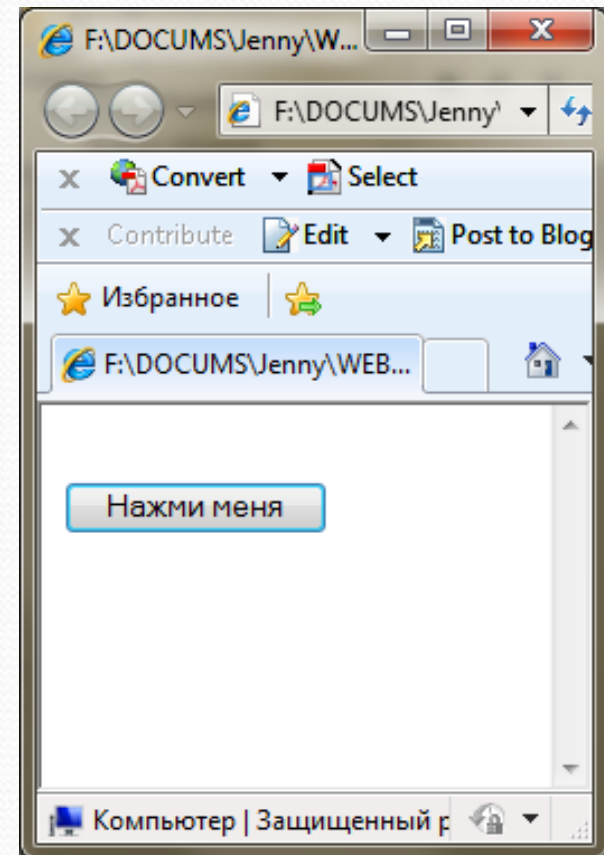 F:\DOCUMS\Jenny\W...
F:\DOCUMS\Jenny\
Convert Select
Contribute Edit Post to Blog
Избранное
F:\DOCUMS\Jenny\WEB...
Нажми меня
Компьютер | Защищенный р